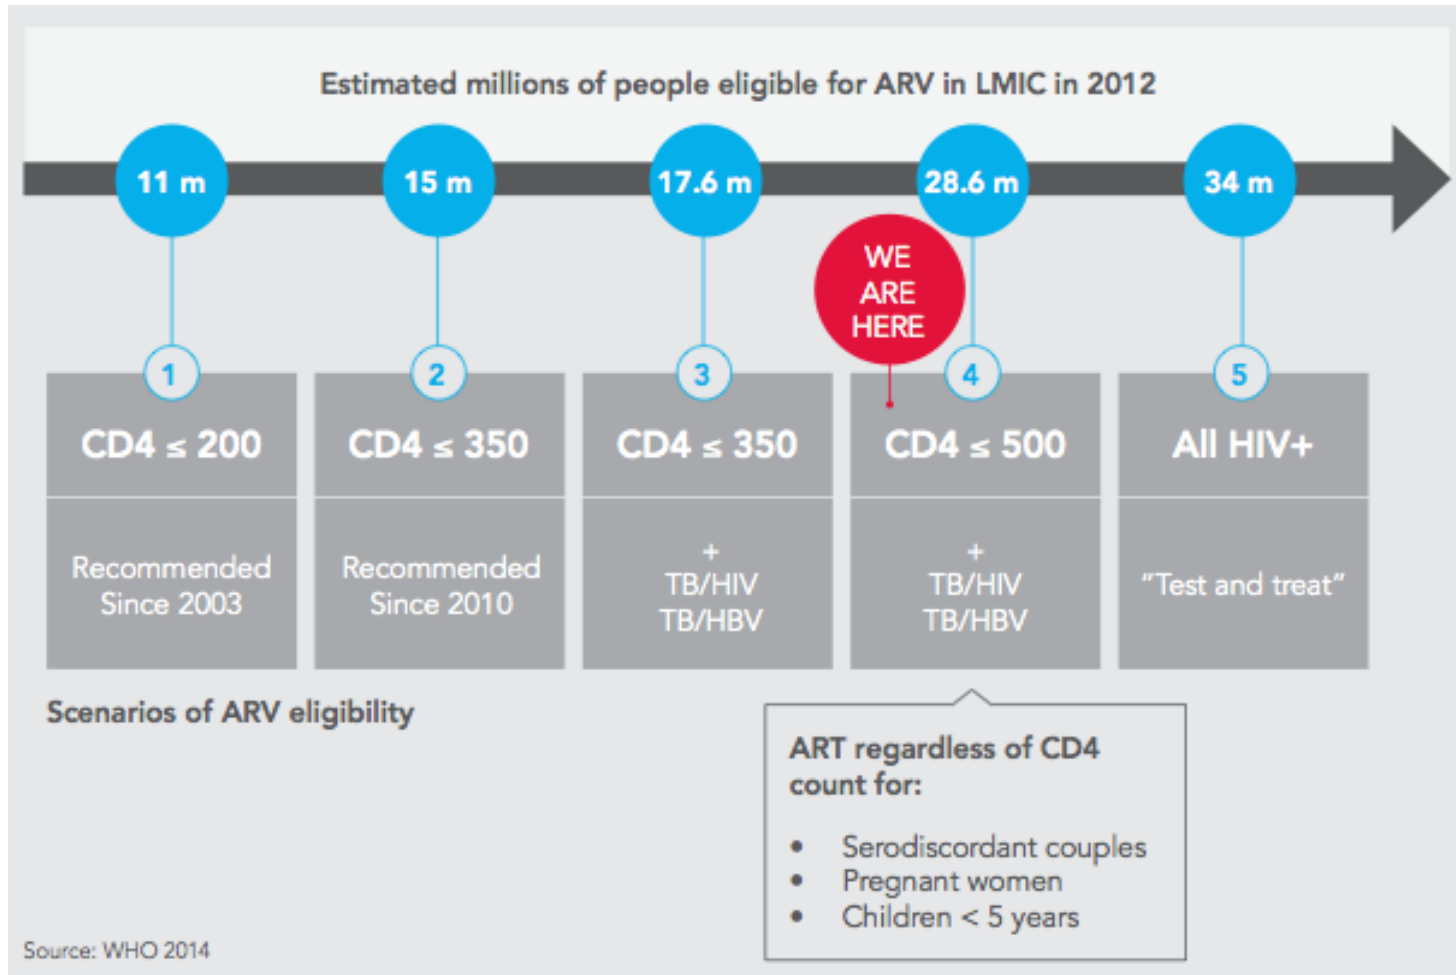 Estimated millions of people eligible for ARV in LMIC in 2012
11 m
15 m
17.6 m
28.6 m
34 m
WE
ARE
HERE
1
2
3
4
5
CD4 ≤ 200
CD4 ≤ 350
CD4 ≤ 350
CD4 ≤ 500
All HIV+
Recommended
Since 2003
Recommended
Since 2010
+
TB/HIV
TB/HBV
+
TB/HIV
TB/HBV
"Test and treat"
Scenarios of ARV eligibility
ART regardless of CD4
count for:
• Serodiscordant couples
• Pregnant women
• Children < 5 years
Source: WHO 2014